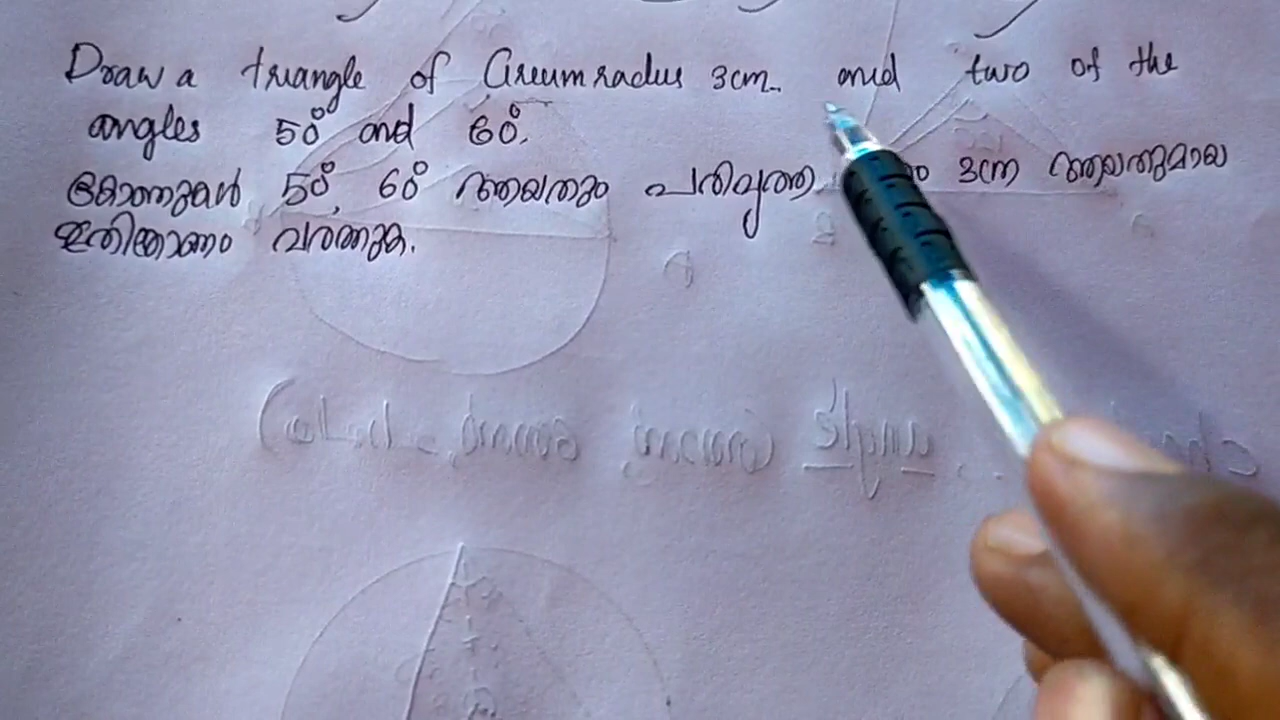 Draw a triangle of Circumradius 3cm. and two of the
angles 50° and 60°.
കോണുകൾ 50°, 60° ആയതും പരിവൃത്ത 3cm ആയതുമായ
ത്രികോണം വരയ്ക്കുക.